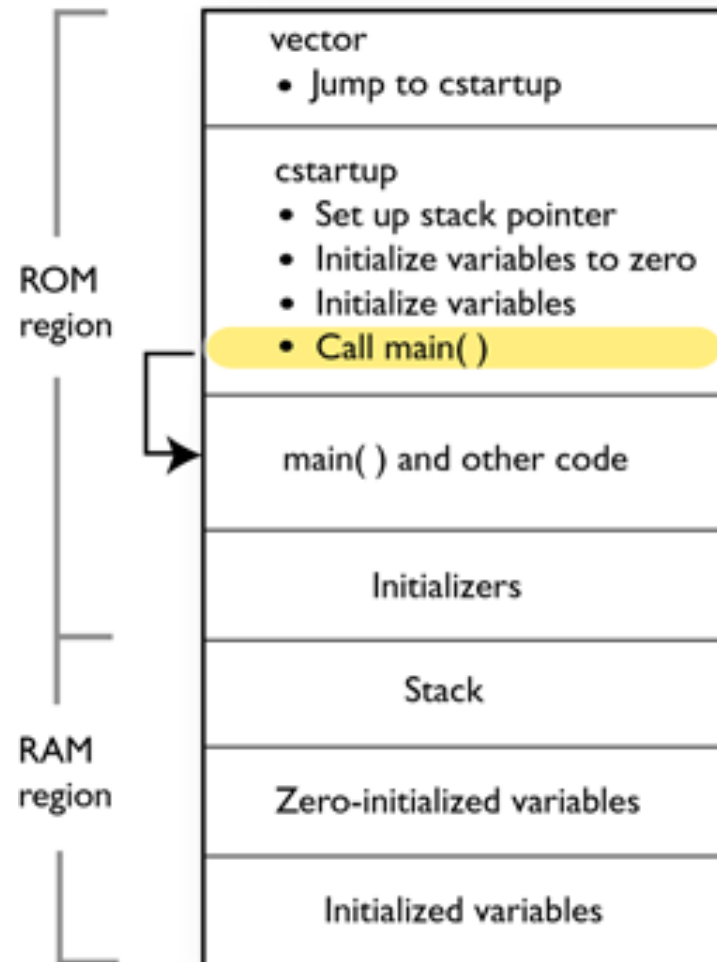 vector
• Jump to cstartup
cstartup
• Set up stack pointer
• Initialize variables to zero
• Initialize variables
• Call main( )
ROM
region
main( ) and other code
Initializers
Stack
RAM
region
Zero-initialized variables
Initialized variables